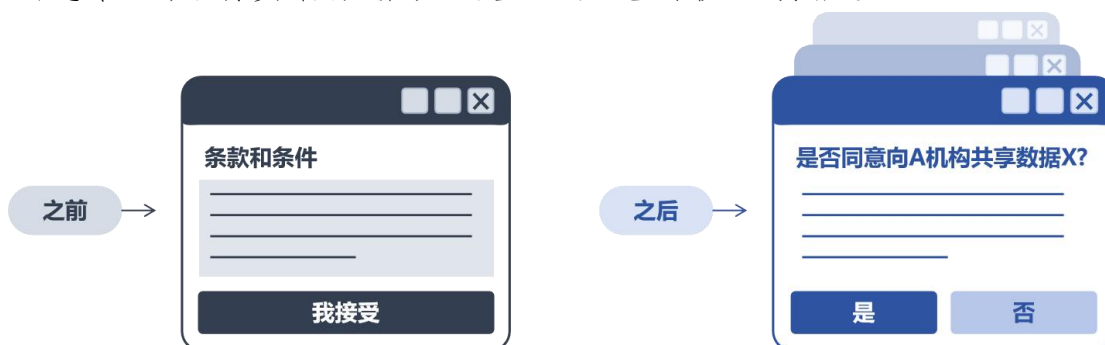 之前
条款和条件
我接受
之后
是否同意向A机构共享数据X?
是
否